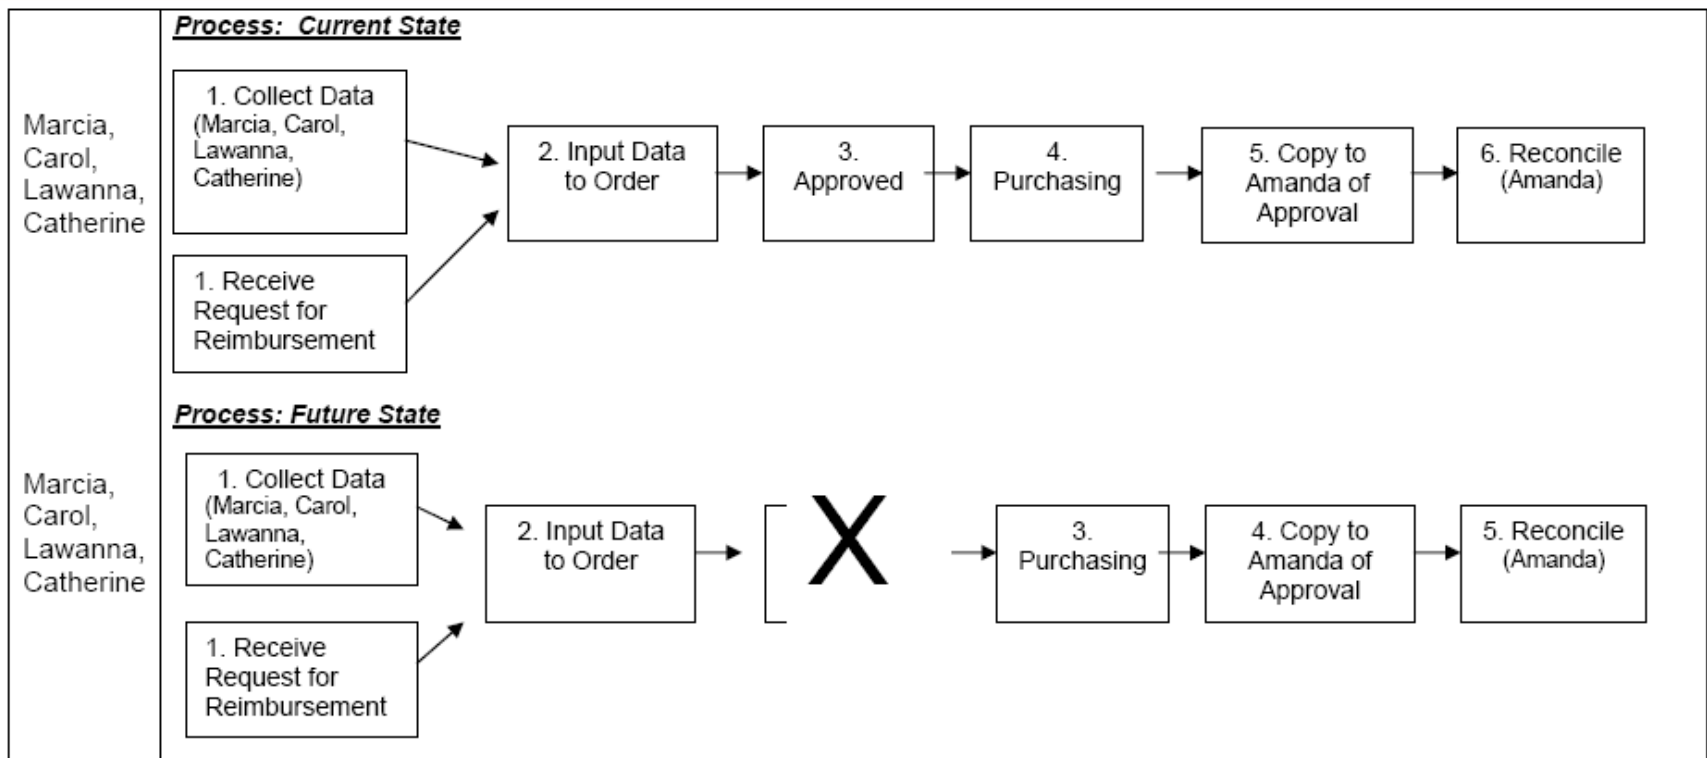 Process:  Current State
Marcia,
Carol,
Lawanna,
Catherine
1. Collect Data
(Marcia, Carol,
Lawanna,
Catherine)
1. Receive
Request for
Reimbursement
2. Input Data
to Order
3.
Approved
4.
Purchasing
5. Copy to
Amanda of
Approval
6. Reconcile
(Amanda)
Process: Future State
Marcia,
Carol,
Lawanna,
Catherine
1. Collect Data
(Marcia, Carol,
Lawanna,
Catherine)
1. Receive
Request for
Reimbursement
2. Input Data
to Order
X
3.
Purchasing
4. Copy to
Amanda of
Approval
5. Reconcile
(Amanda)